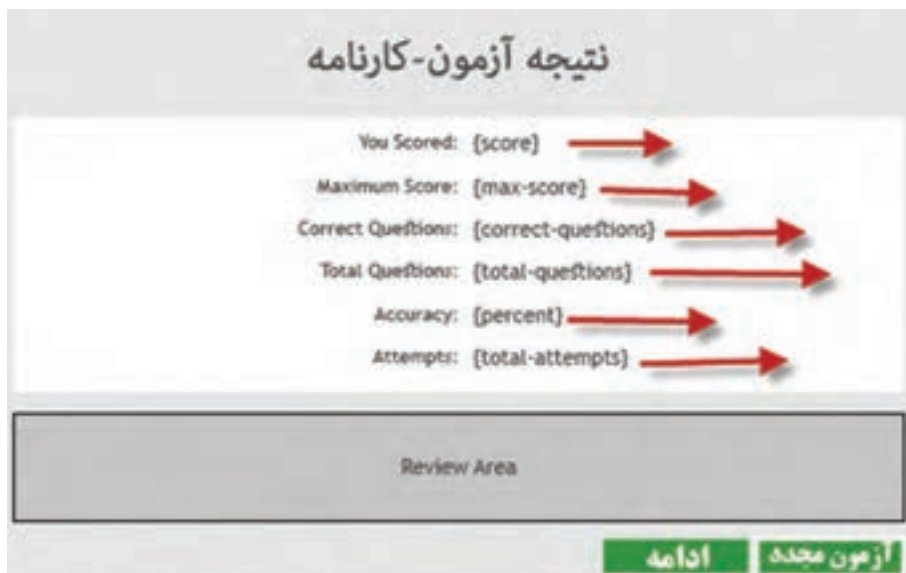 نتیجه آزمون-کارنامه
You Scored: {score}
Maximum Score: {max-score}
Correct Questions: {correct-questions}
Total Questions: {total-questions}
Accuracy: {percent}
Attempts: {total-attempts}
Review Area
آزمون مجدد ادامه